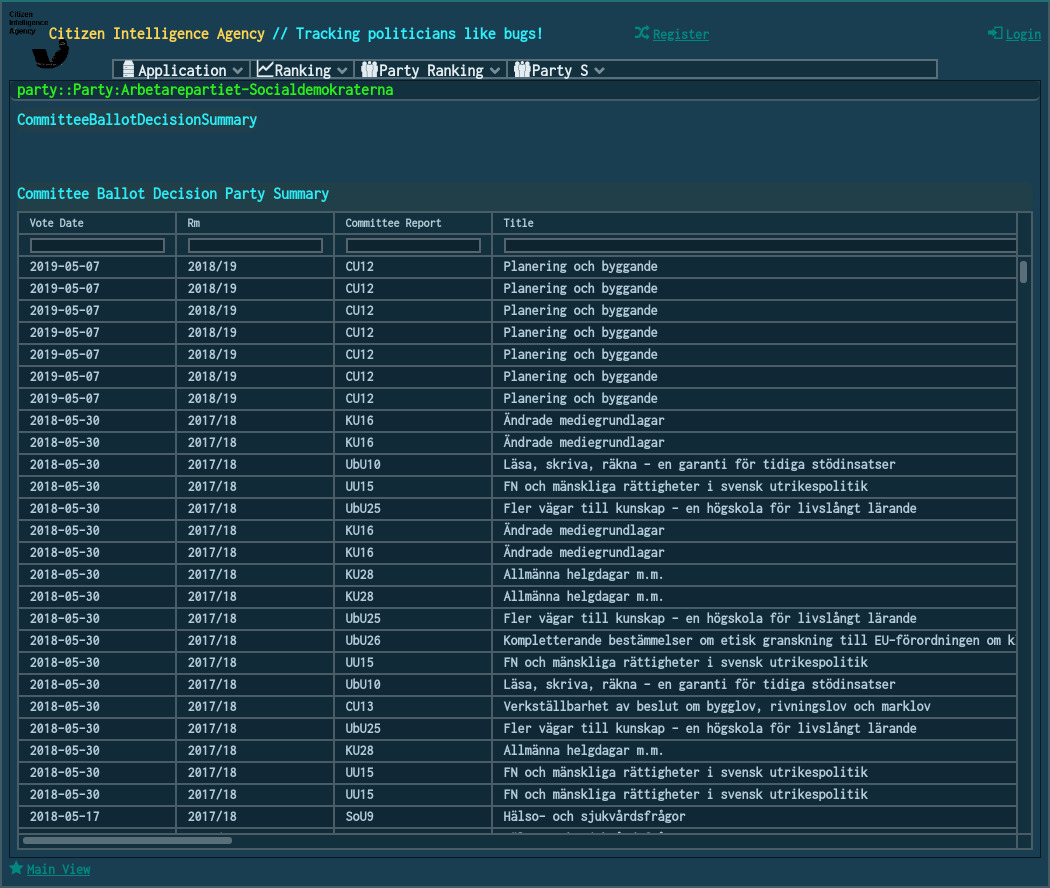 Citizen
Intelligence
Agency
Citizen Intelligence Agency // Tracking politicians like bugs!
Register
Login
Application Ranking Party Ranking Party S
party::Party:Arbetarepartiet-Socialdemokraterna
CommitteeBallotDecisionSummary
Committee Ballot Decision Party Summary
Vote Date Rm Committee Report Title
2019-05-07 2018/19 CU12 Planering och byggande
2019-05-07 2018/19 CU12 Planering och byggande
2019-05-07 2018/19 CU12 Planering och byggande
2019-05-07 2018/19 CU12 Planering och byggande
2019-05-07 2018/19 CU12 Planering och byggande
2019-05-07 2018/19 CU12 Planering och byggande
2019-05-07 2018/19 CU12 Planering och byggande
2018-05-30 2017/18 KU16 Ändrade mediegrundlagar
2018-05-30 2017/18 KU16 Ändrade mediegrundlagar
2018-05-30 2017/18 UbU10 Läsa, skriva, räkna – en garanti för tidiga stödinsatser
2018-05-30 2017/18 UU15 FN och mänskliga rättigheter i svensk utrikespolitik
2018-05-30 2017/18 UbU25 Fler vägar till kunskap – en högskola för livslångt lärande
2018-05-30 2017/18 KU16 Ändrade mediegrundlagar
2018-05-30 2017/18 KU16 Ändrade mediegrundlagar
2018-05-30 2017/18 KU28 Allmänna helgdagar m.m.
2018-05-30 2017/18 KU28 Allmänna helgdagar m.m.
2018-05-30 2017/18 UbU25 Fler vägar till kunskap – en högskola för livslångt lärande
2018-05-30 2017/18 UbU26 Kompletterande bestämmelser om etisk granskning till EU-förordningen om k
2018-05-30 2017/18 UU15 FN och mänskliga rättigheter i svensk utrikespolitik
2018-05-30 2017/18 UbU10 Läsa, skriva, räkna – en garanti för tidiga stödinsatser
2018-05-30 2017/18 CU13 Verkställbarhet av beslut om bygglov, rivningslov och marklov
2018-05-30 2017/18 UbU25 Fler vägar till kunskap – en högskola för livslångt lärande
2018-05-30 2017/18 KU28 Allmänna helgdagar m.m.
2018-05-30 2017/18 UU15 FN och mänskliga rättigheter i svensk utrikespolitik
2018-05-30 2017/18 UU15 FN och mänskliga rättigheter i svensk utrikespolitik
2018-05-17 2017/18 SoU9 Hälso- och sjukvårdsfrågor
Main View